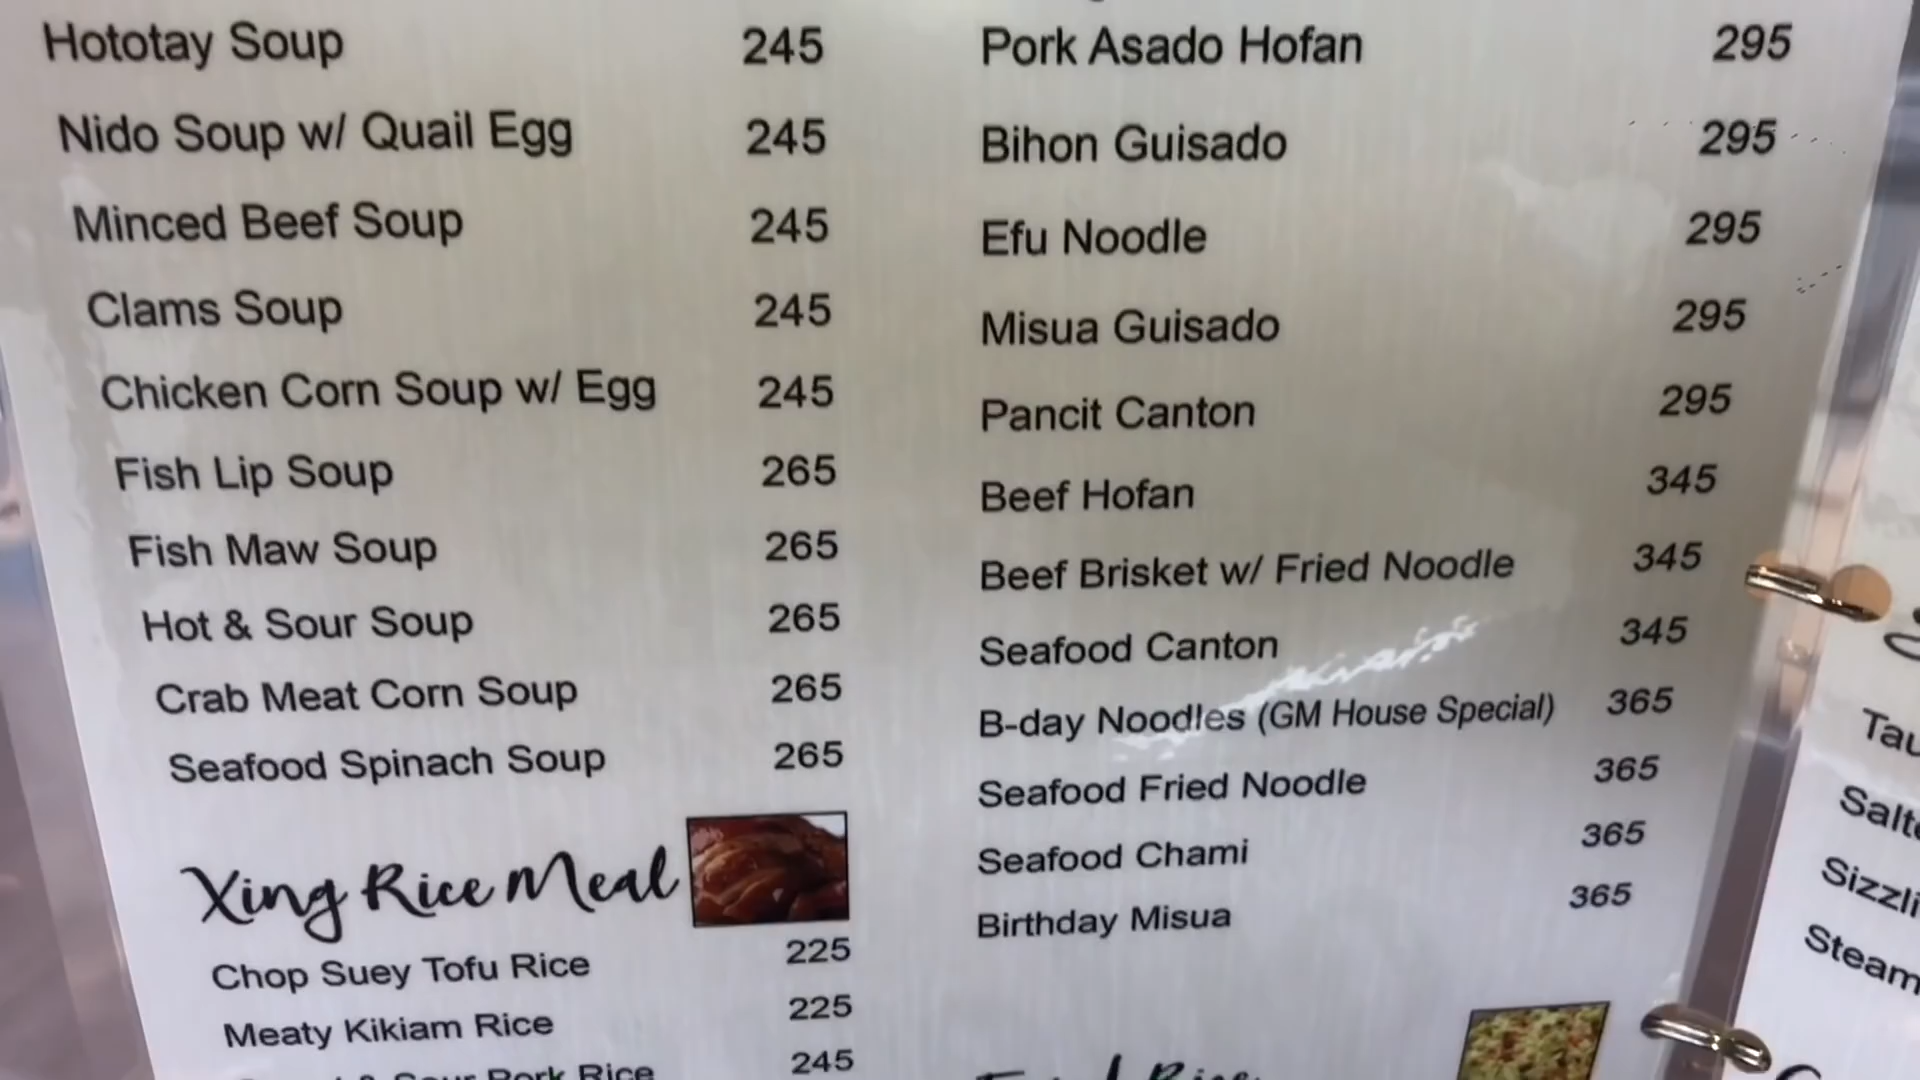 Hototay Soup 245
Nido Soup w/ Quail Egg 245
Minced Beef Soup 245
Clams Soup 245
Chicken Corn Soup w/ Egg 245
Fish Lip Soup 265
Fish Maw Soup 265
Hot & Sour Soup 265
Crab Meat Corn Soup 265
Seafood Spinach Soup 265
Xing Rice Meal
Chop Suey Tofu Rice 225
Meaty Kikiam Rice 225
& Sour Pork Rice 245
Pork Asado Hofan 295
Bihon Guisado 295
Efu Noodle 295
Misua Guisado 295
Pancit Canton 295
Beef Hofan 345
Beef Brisket w/ Fried Noodle 345
Seafood Canton 345
B-day Noodles (GM House Special) 365
Seafood Fried Noodle 365
Seafood Chami 365
Birthday Misua 365